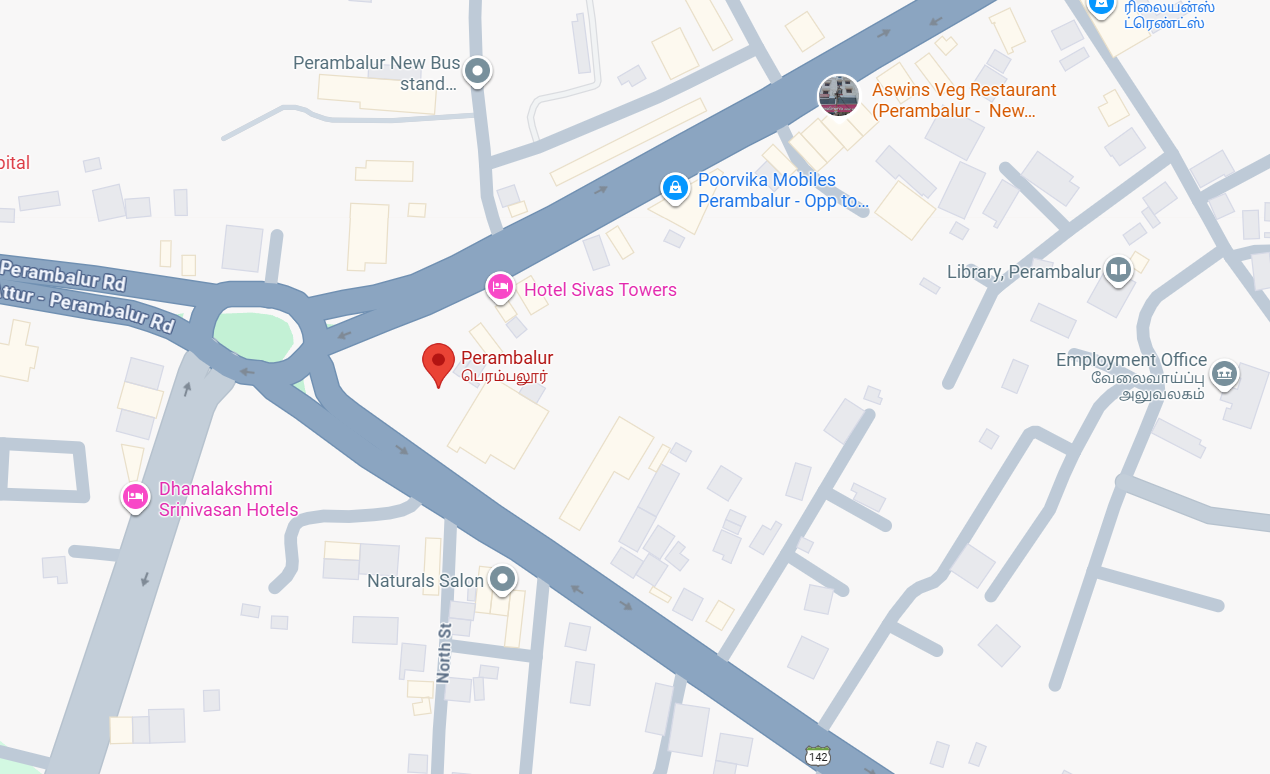 ரிலையன்ஸ்
ட்ரெண்ட்ஸ்
Perambalur New Bus
stand...
Aswins Veg Restaurant
(Perambalur - New...
pital
Poorvika Mobiles
Perambalur - Opp to...
Perambalur Rd
Attur - Perambalur Rd
Library, Perambalur
Hotel Sivas Towers
Perambalur
பெரம்பலூர்
Employment Office
வேலைவாய்ப்பு
அலுவலகம்
Dhanalakshmi
Srinivasan Hotels
Naturals Salon
North St
142